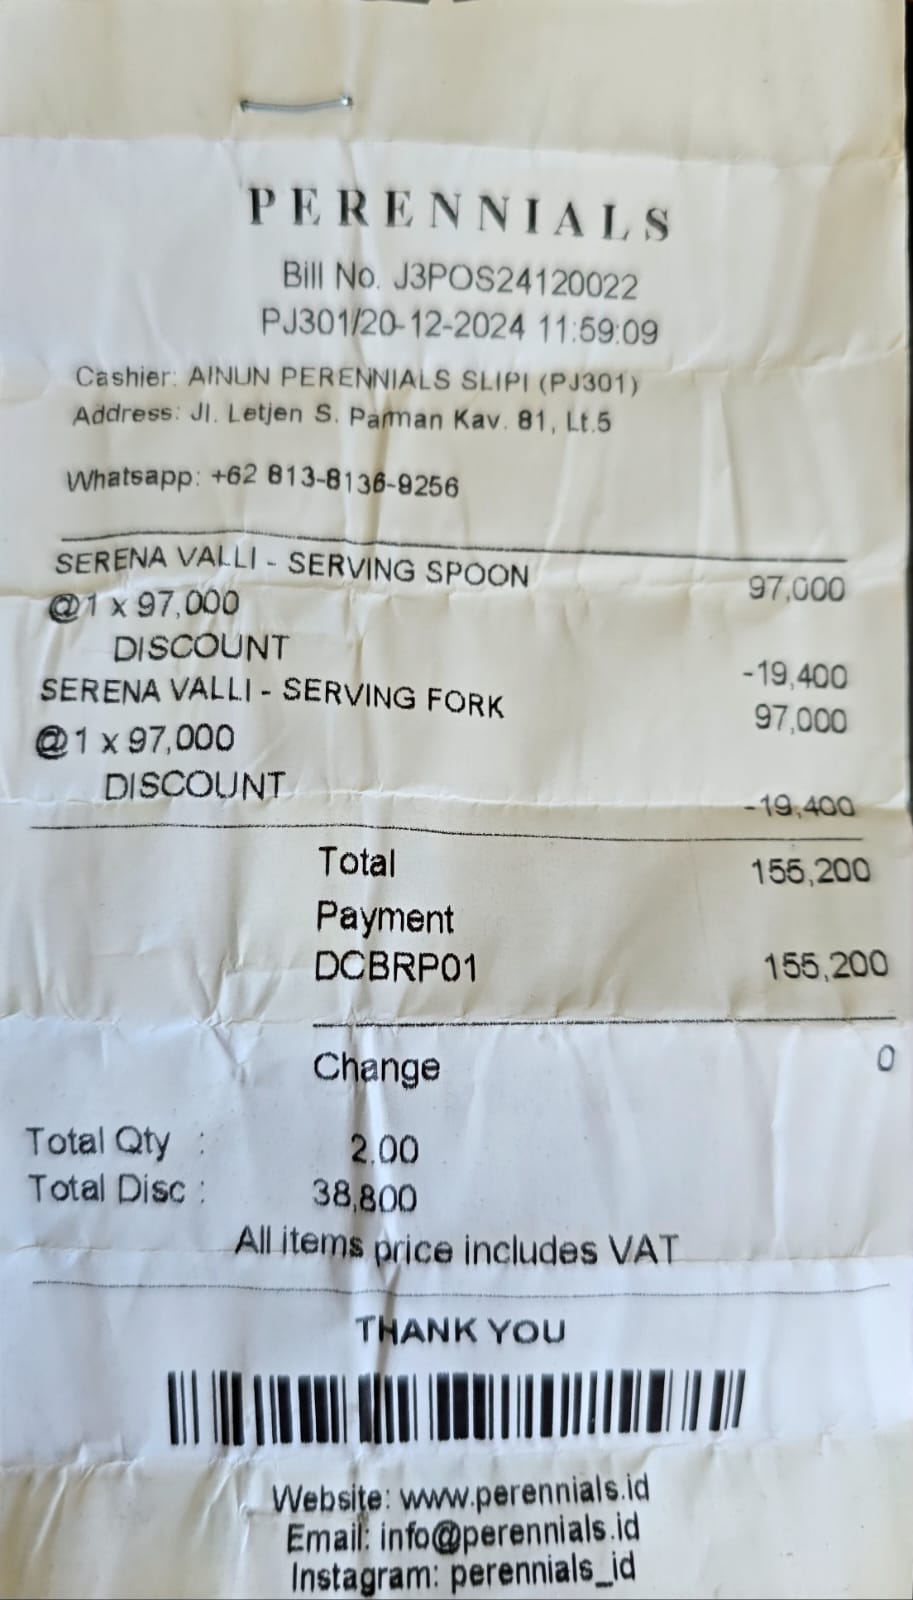 PERENNIALS
Bill No. J3POS24120022
PJ301/20-12-2024 11:59:09
Cashier: AINUN PERENNIALS SLIPI (PJ301)
Address: Jl. Letjen S. Parman Kav. 81, Lt.5
Whatsapp: +62 813-8136-9256
SERENA VALLI - SERVING SPOON
@1 x 97,000 97,000
DISCOUNT -19,400
SERENA VALLI - SERVING FORK
@1 x 97,000 97,000
DISCOUNT -19,400
Total 155,200
Payment
DCBRP01 155,200
Change 0
Total Qty : 2.00
Total Disc : 38,800
All items price includes VAT
THANK YOU
Website: www.perennials.id
Email: info@perennials.id
Instagram: perennials_id